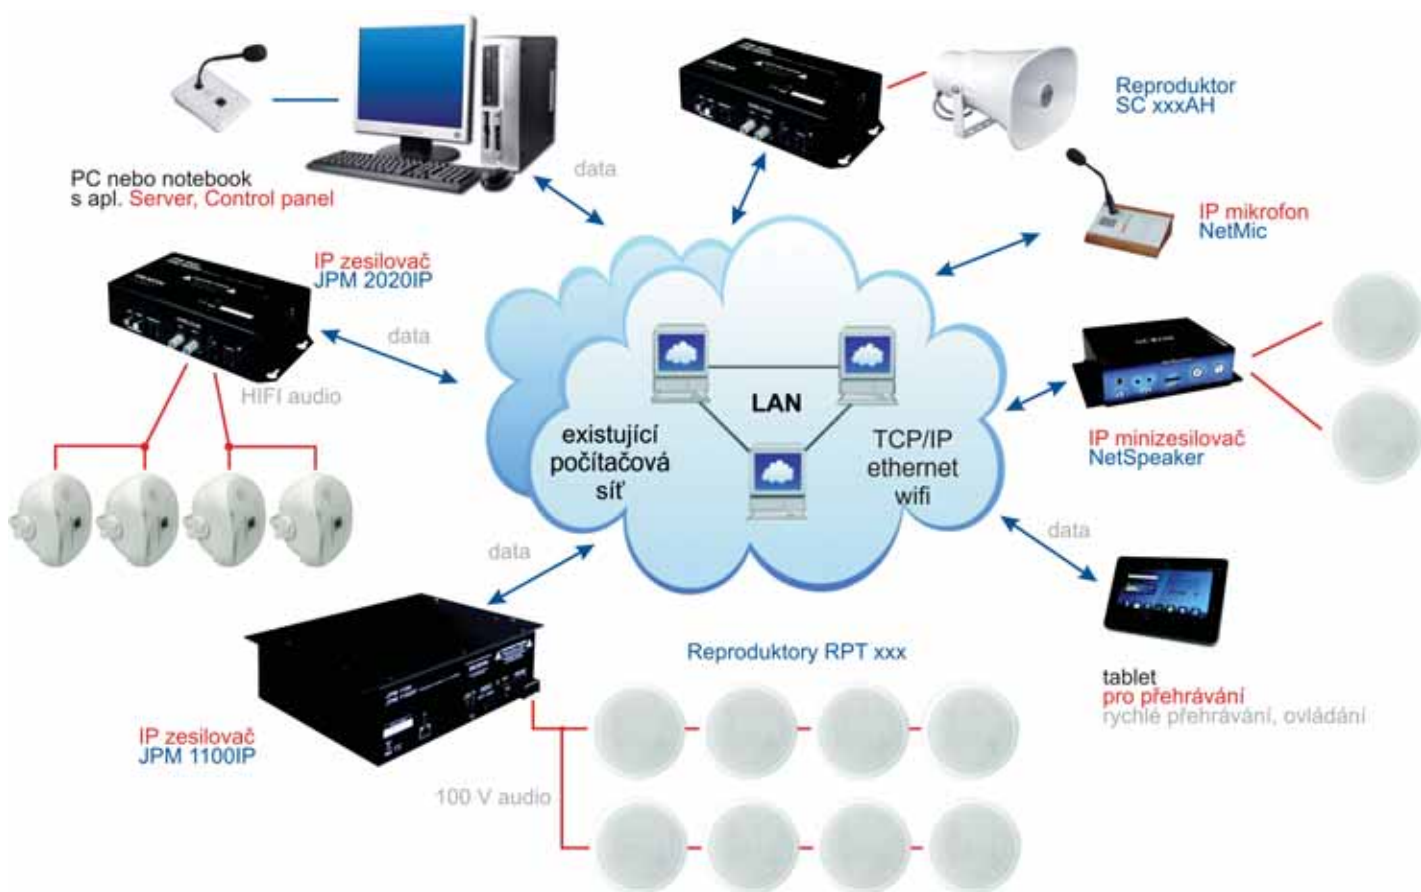 Reproduktor
SC xxxAH
data
PC nebo notebook
s apl. Server, Control panel
IP mikrofon
NetMic
IP zesilovač
JPM 2020IP
data
HIFI audio
LAN
existující
počítačová
síť
TCP/IP
ethernet
wifi
IP minizesilovač
NetSpeaker
data
data
Reproduktory RPT xxx
tablet
pro přehrávání
rychlé přehrávání, ovládání
IP zesilovač
JPM 1100IP
100 V audio